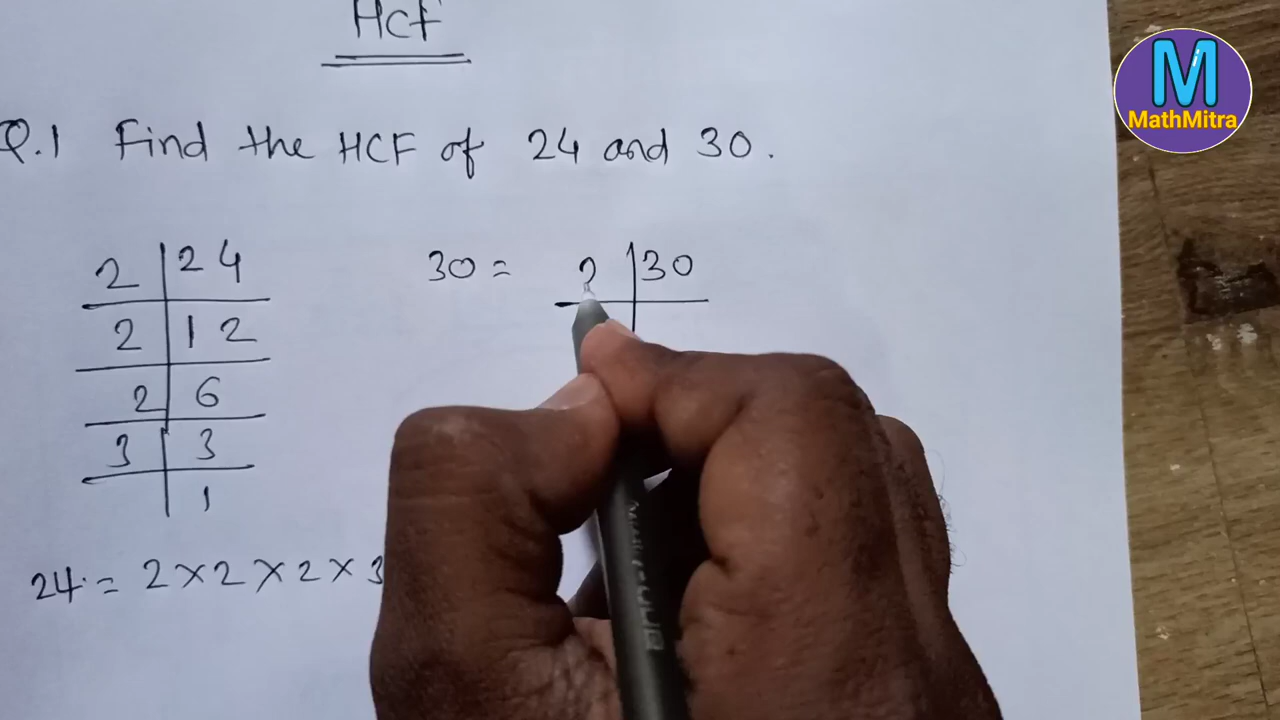 HCF
Q.1 Find the HCF of 24 and 30.
2 | 24
2 | 12
2 | 6
3 | 3
1
24 = 2 × 2 × 2 × 3
30 = 2 | 30
M
MathMitra